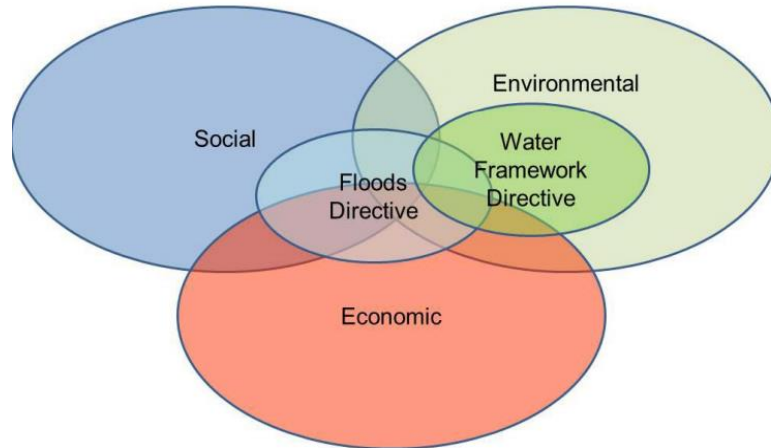 Environmental
Social
Water
Framework
Directive
Floods
Directive
Economic